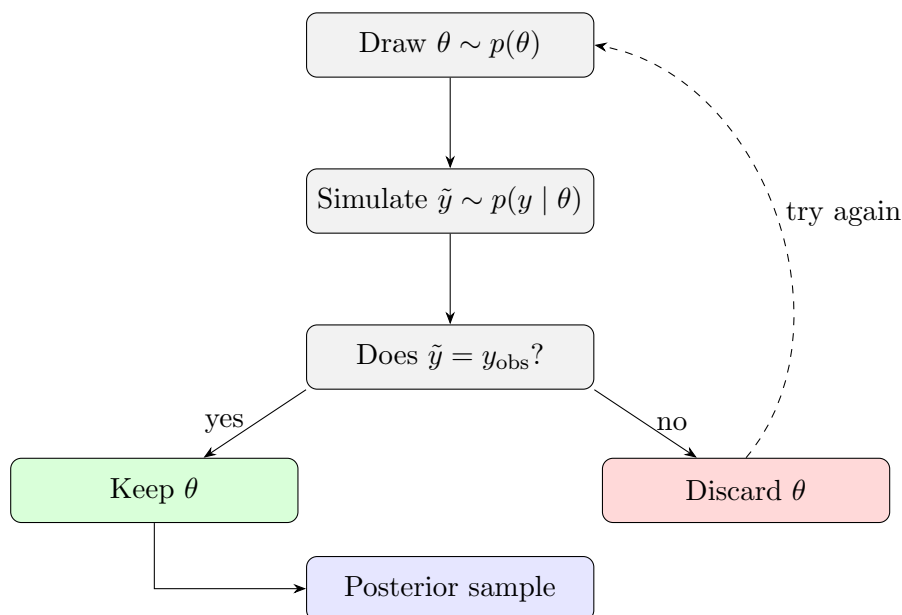 Draw θ ∼ p(θ)
Simulate ỹ ∼ p(y | θ)
try again
Does ỹ = y_obs?
yes
no
Keep θ
Discard θ
Posterior sample